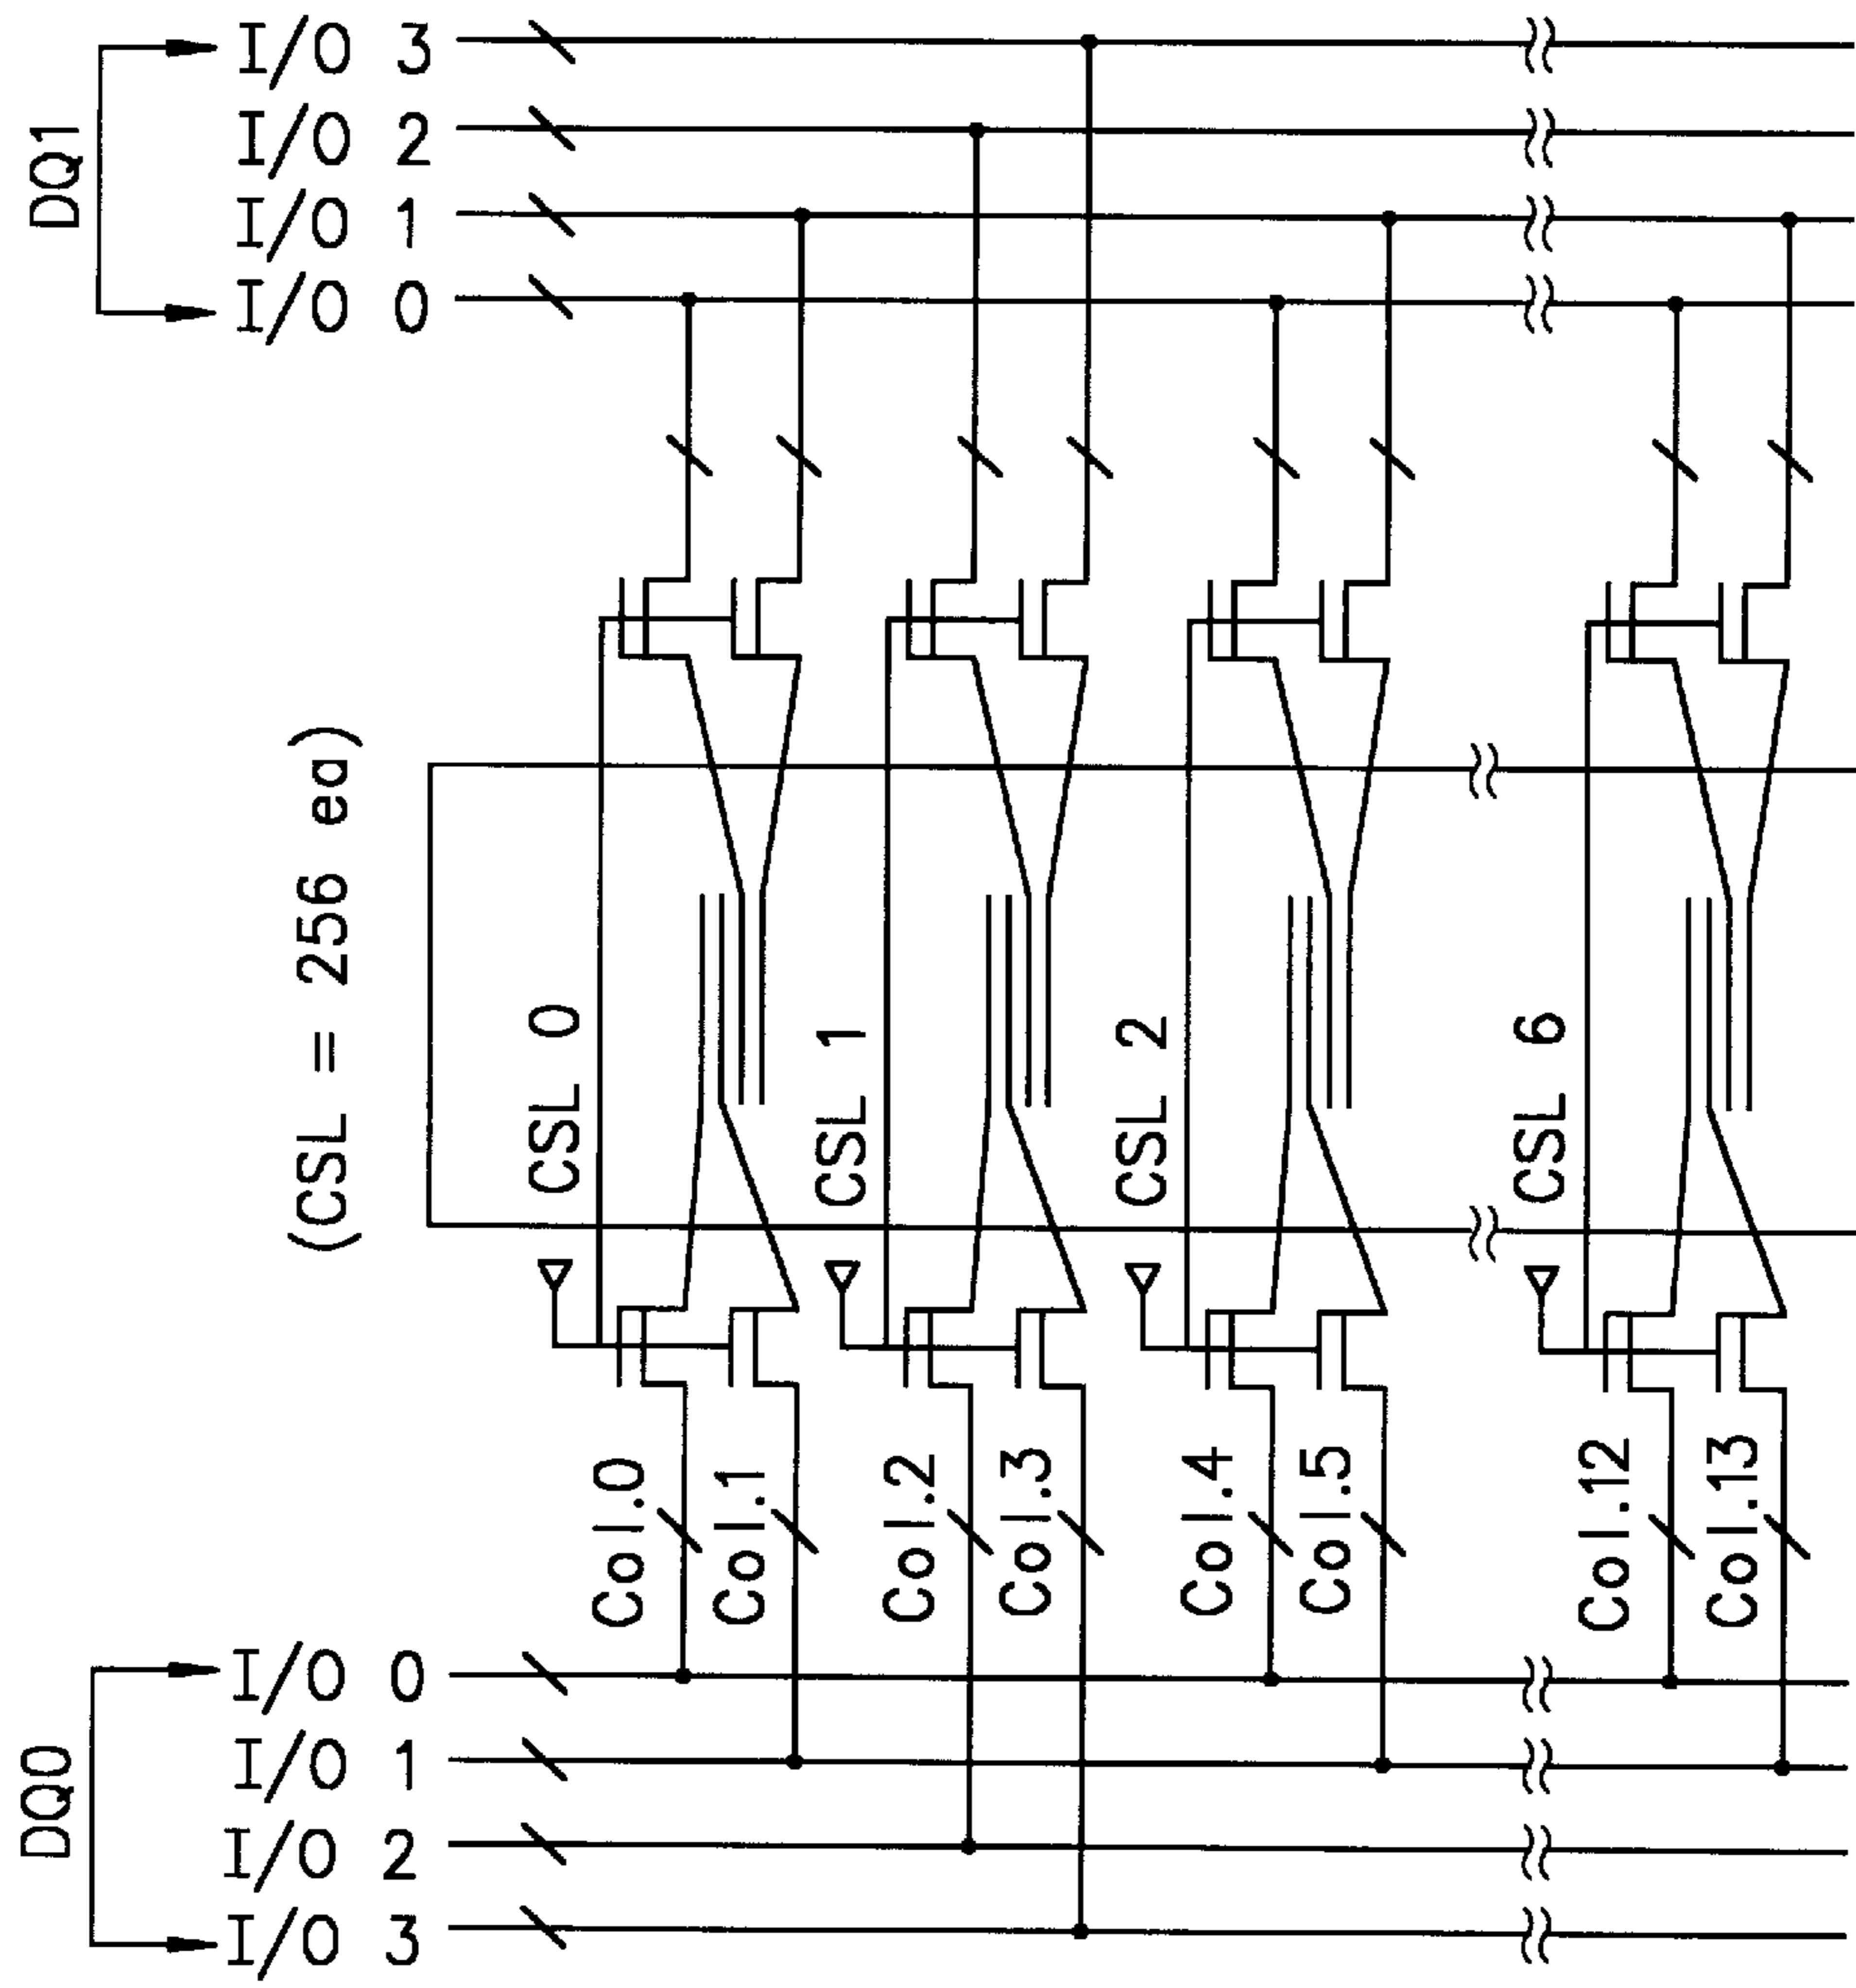 DQ1
I/O 3
I/O 2
I/O 1
I/O 0
(CSL = 256 ea)
CSL 0
CSL 1
CSL 2
CSL 6
Col.0
Col.1
Col.2
Col.3
Col.4
Col.5
Col.12
Col.13
DQ0
I/O 0
I/O 1
I/O 2
I/O 3